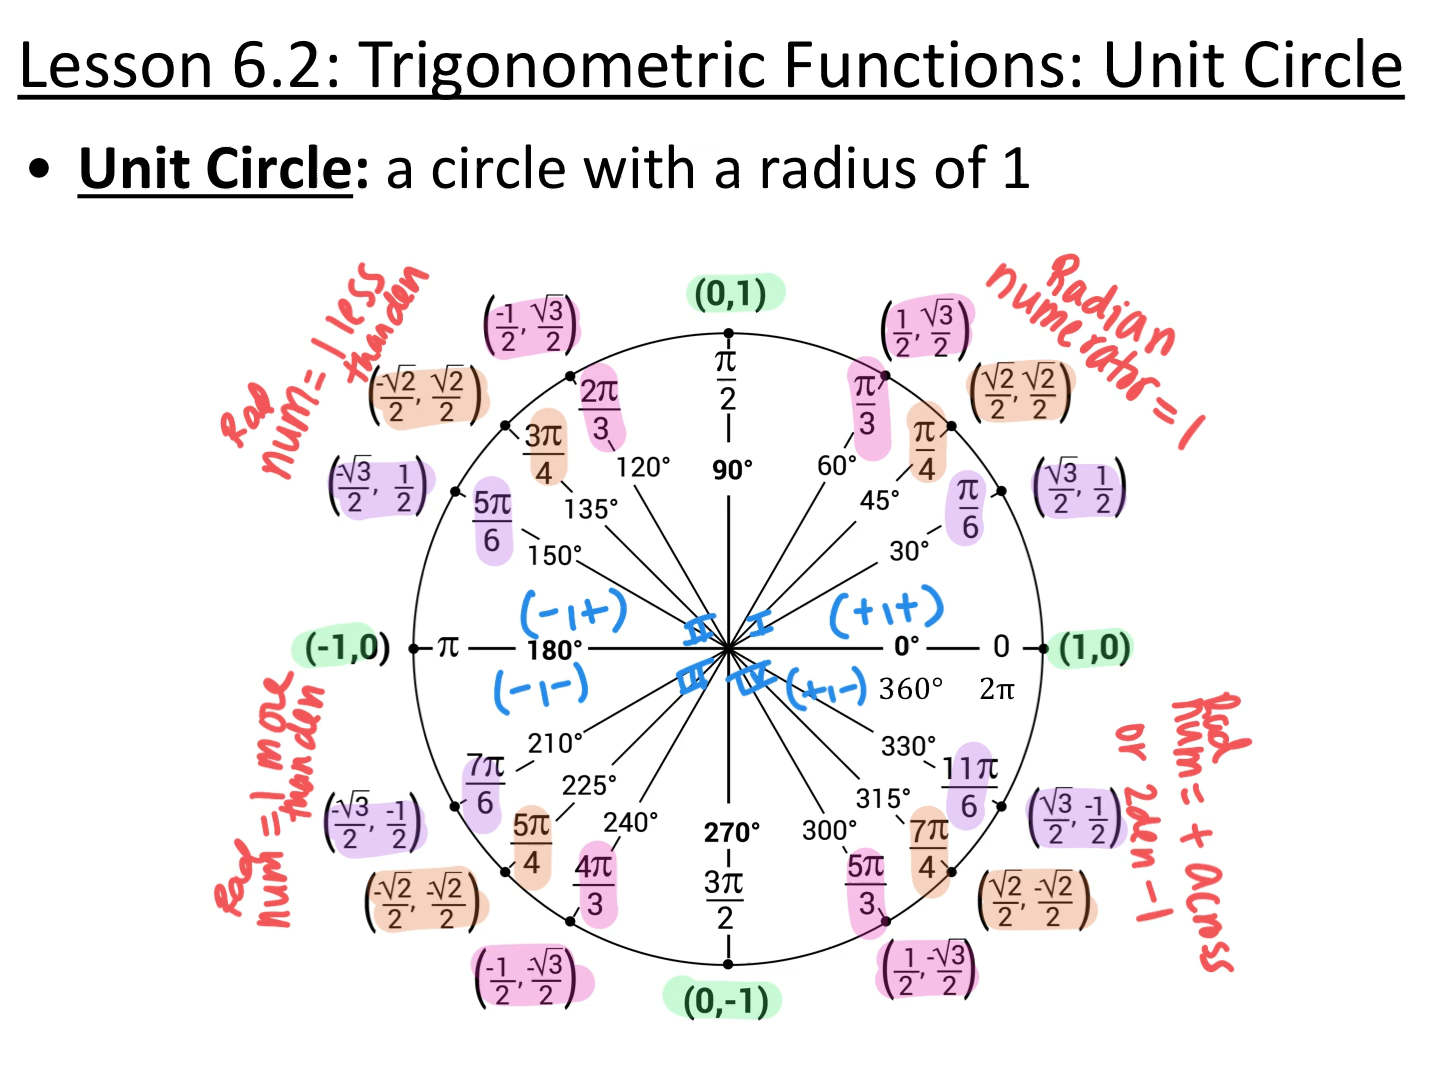 Lesson 6.2: Trigonometric Functions: Unit Circle
• Unit Circle: a circle with a radius of 1
Rad
num = 1 less
than den
Radian
numerator = 1
(0,1)
(-1/2, √3/2)
(1/2, √3/2)
(-√2/2, √2/2)
(√2/2, √2/2)
(-√3/2, 1/2)
(√3/2, 1/2)
π/2
2π/3
π/3
3π/4
π/4
5π/6
π/6
120°
90°
60°
135°
45°
150°
30°
(-,+)
II
I
(+,+)
(-1,0)
π
180°
0°
0
(1,0)
(-,-)
III
IV
(+,-)
360°
2π
210°
330°
7π/6
11π/6
225°
315°
240°
270°
300°
5π/4
7π/4
4π/3
3π/2
5π/3
(-√3/2, -1/2)
(√3/2, -1/2)
(-√2/2, -√2/2)
(√2/2, -√2/2)
(-1/2, -√3/2)
(1/2, -√3/2)
(0,-1)
Rad
num = 1 more
than den
Rad
num = + across
or 2den - 1